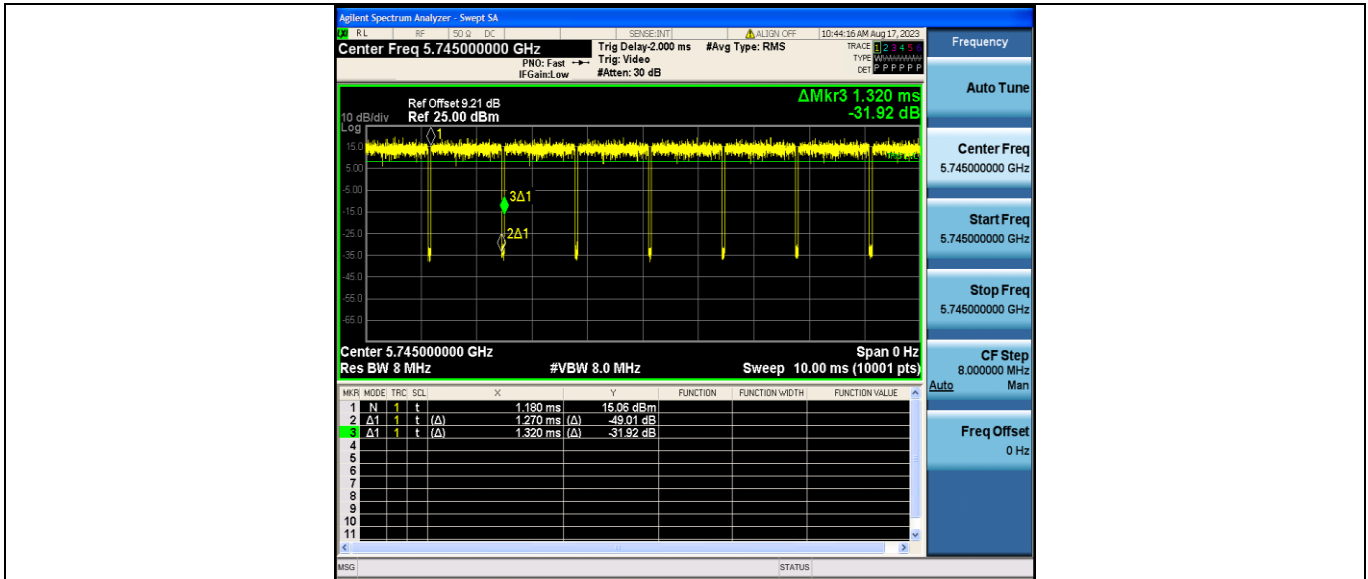 Agilent Spectrum Analyzer - Swept SA
RL RF 50 Ω DC SENSE:INT ALIGN OFF 10:44:16 AM Aug 17, 2023
Center Freq 5.745000000 GHz
PNO: Fast
IFGain:Low
Trig Delay-2.000 ms #Avg Type: RMS
Trig: Video
#Atten: 30 dB
TRACE 1 2 3 4 5 6
TYPE
DET P P P P P P
Frequency
Auto Tune
Center Freq
5.745000000 GHz
Start Freq
5.745000000 GHz
Stop Freq
5.745000000 GHz
CF Step
8.000000 MHz
Auto Man
Freq Offset
0 Hz
ΔMkr3 1.320 ms
-31.92 dB
Ref Offset 9.21 dB
10 dB/div Ref 25.00 dBm
Log
1
15.0
5.00
-5.00
3Δ1
-15.0
2Δ1
-25.0
-35.0
-45.0
-55.0
-65.0
Center 5.745000000 GHz Span 0 Hz
Res BW 8 MHz #VBW 8.0 MHz Sweep 10.00 ms (10001 pts)
MKR MODE TRC SCL X Y FUNCTION FUNCTION WIDTH FUNCTION VALUE
1 N 1 t 1.180 ms 15.06 dBm
2 Δ1 1 t (Δ) 1.270 ms (Δ) -49.01 dB
3 Δ1 1 t (Δ) 1.320 ms (Δ) -31.92 dB
4
5
6
7
8
9
10
11
MSG STATUS